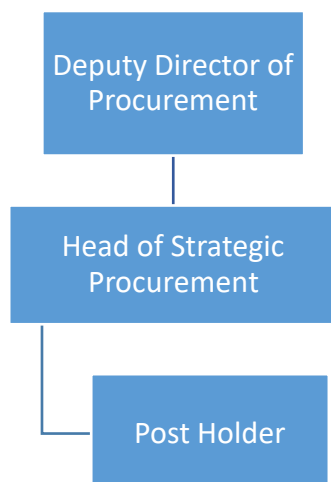 Deputy Director of
Procurement
Head of Strategic
Procurement
Post Holder